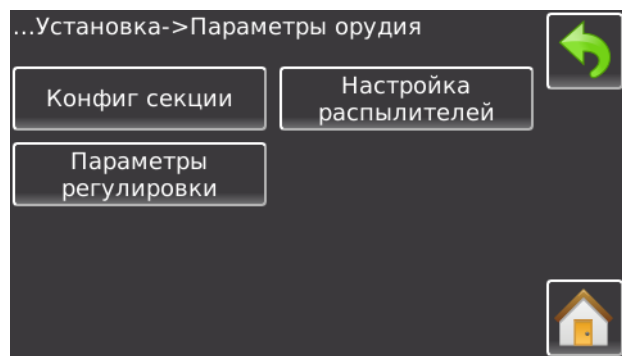 ...Установка->Параметры орудия
Конфиг секции
Настройка
распылителей
Параметры
регулировки